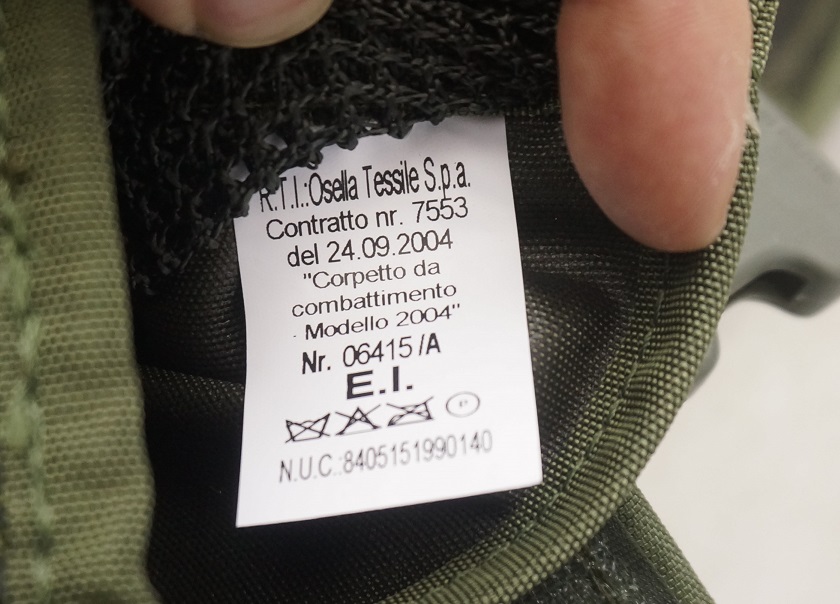 R.T.I.:Osella Tessile S.p.a.
Contratto nr. 7553
del 24.09.2004
"Corpetto da
combattimento
Modello 2004"
Nr. 06415/A
E.I.
P
N.U.C.:8405151990140